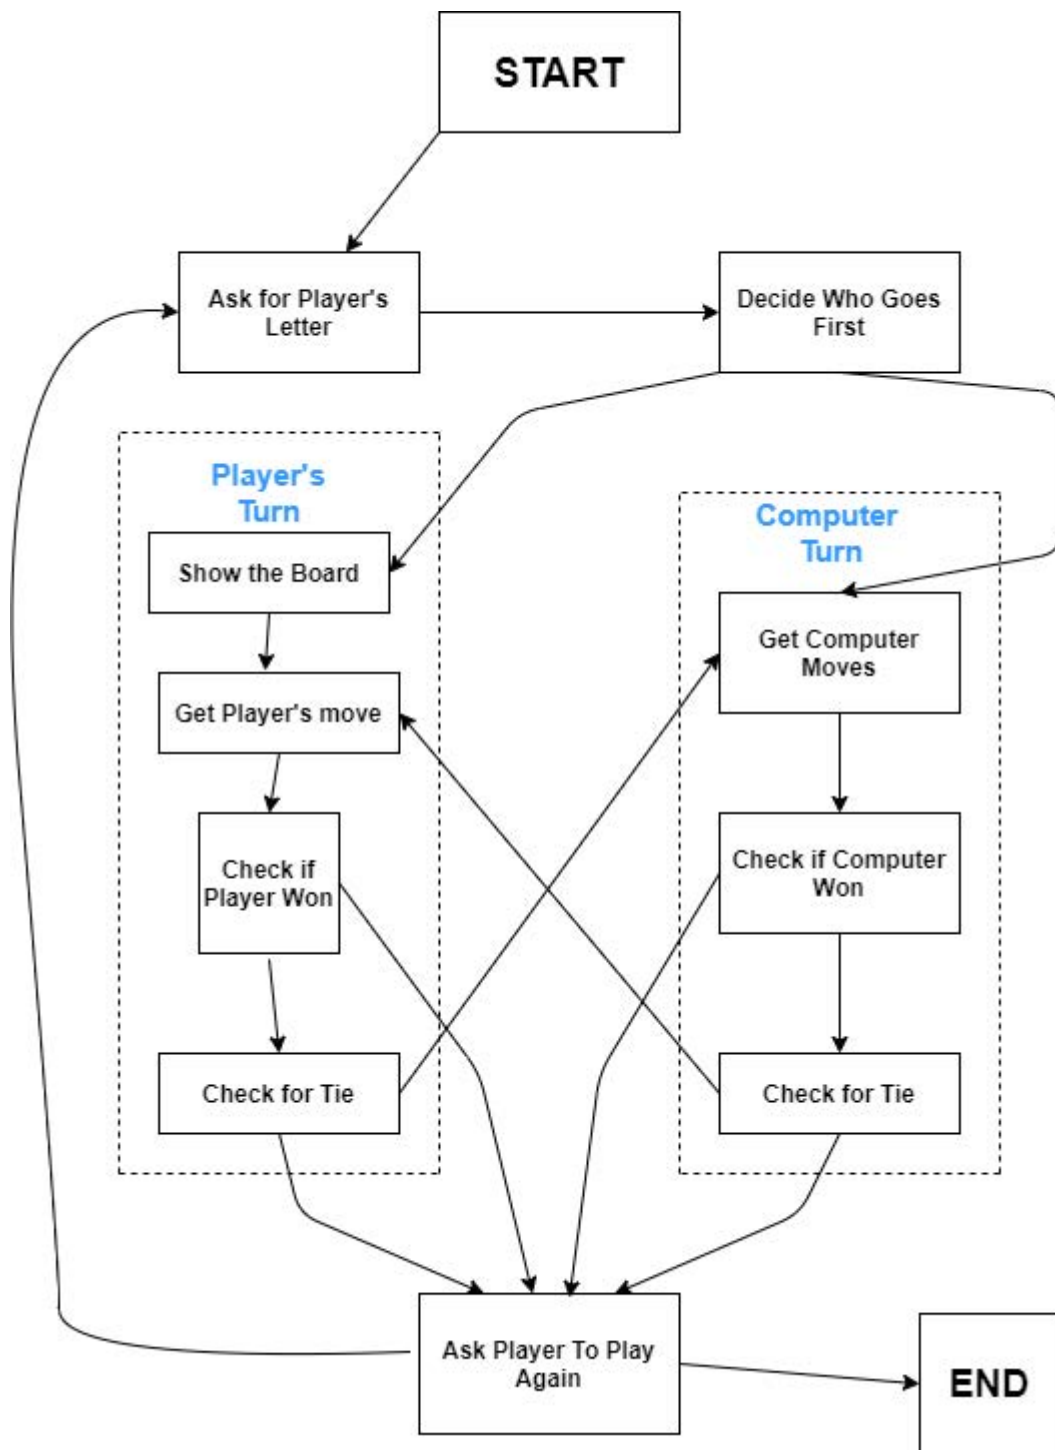 START
Ask for Player's
Letter
Decide Who Goes
First
Player's
Turn
Show the Board
Get Player's move
Check if
Player Won
Check for Tie
Computer
Turn
Get Computer
Moves
Check if Computer
Won
Check for Tie
Ask Player To Play
Again
END